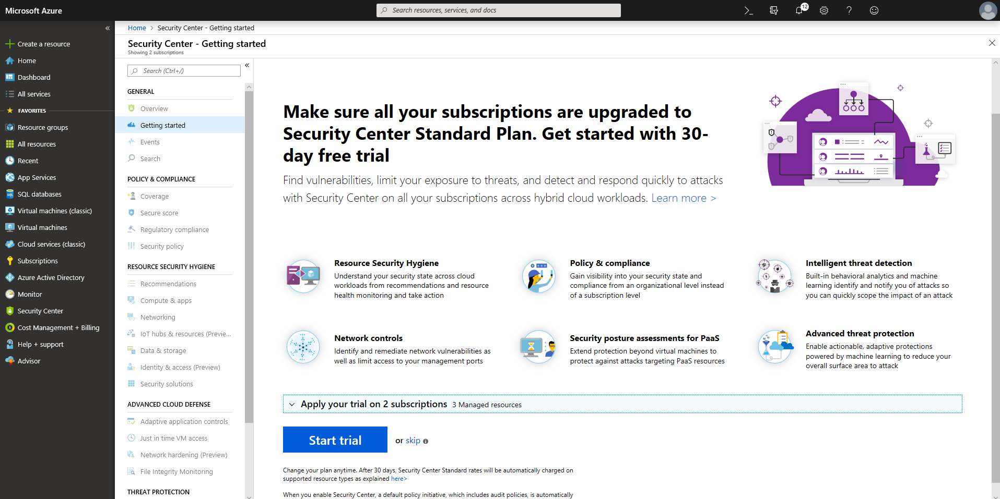 Microsoft Azure
Search resources, services, and docs
12
Home > Security Center - Getting started
Security Center - Getting started
Showing 2 subscriptions
Create a resource
Home
Dashboard
All services
FAVORITES
Resource groups
All resources
Recent
App Services
SQL databases
Virtual machines (classic)
Virtual machines
Cloud services (classic)
Subscriptions
Azure Active Directory
Monitor
Security Center
Cost Management + Billing
Help + support
Advisor
Search (Ctrl+/)
GENERAL
Overview
Getting started
Events
Search
POLICY & COMPLIANCE
Coverage
Secure score
Regulatory compliance
Security policy
RESOURCE SECURITY HYGIENE
Recommendations
Compute & apps
Networking
IoT hubs & resources (Previe...
Data & storage
Identity & access (Preview)
Security solutions
ADVANCED CLOUD DEFENSE
Adaptive application controls
Just in time VM access
Network hardening (Preview)
File Integrity Monitoring
THREAT PROTECTION
Make sure all your subscriptions are upgraded to
Security Center Standard Plan. Get started with 30-
day free trial
Find vulnerabilities, limit your exposure to threats, and detect and respond quickly to attacks
with Security Center on all your subscriptions across hybrid cloud workloads. Learn more >
Resource Security Hygiene
Understand your security state across cloud
workloads from recommendations and resource
health monitoring and take action
Policy & compliance
Gain visibility into your security state and
compliance from an organizational level instead
of a subscription level
Intelligent threat detection
Built-in behavioral analytics and machine
learning identify and notify you of attacks so
you can quickly scope the impact of an attack
Network controls
Identify and remediate network vulnerabilities as
well as limit access to your management ports
Security posture assessments for PaaS
Extend protection beyond virtual machines to
protect against attacks targeting PaaS resources
Advanced threat protection
Enable actionable, adaptive protections
powered by machine learning to reduce your
overall surface area to attack
Apply your trial on 2 subscriptions 3 Managed resources
Start trial
or skip
Change your plan anytime. After 30 days, Security Center Standard rates will be automatically charged on
supported resource types as explained here>
When you enable Security Center, a default policy initiative, which includes audit policies, is automatically